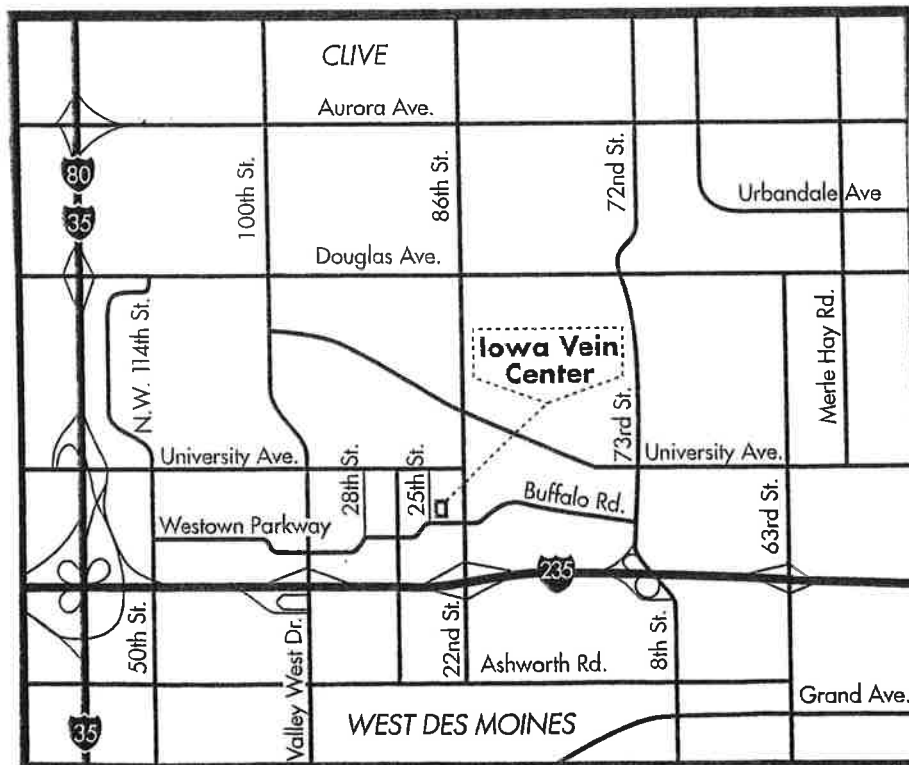 CLIVE
Aurora Ave.
80
35
100th St.
86th St.
72nd St.
Urbandale Ave
Douglas Ave.
N.W. 114th St.
Iowa Vein
Center
73rd St.
Merle Hay Rd.
University Ave.
28th St.
25th St.
University Ave.
Westown Parkway
Buffalo Rd.
63rd St.
235
50th St.
Valley West Dr.
22nd St.
Ashworth Rd.
8th St.
Grand Ave.
35
WEST DES MOINES